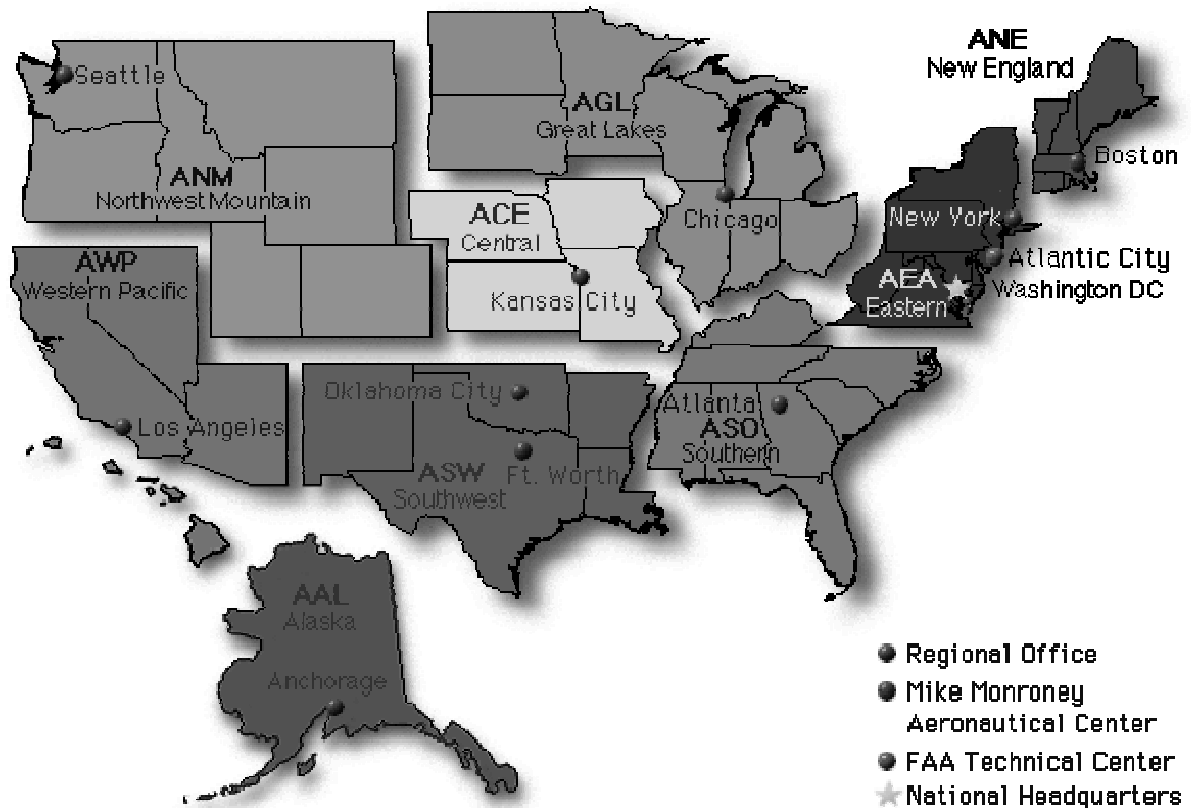 ANE
New England
Seattle
AGL
Great Lakes
Boston
ANM
Northwest Mountain
ACE
Central
Chicago
New York
AWP
Western Pacific
Atlantic City
AEA
Eastern
Washington DC
Kansas City
Oklahoma City
Atlanta
ASO
Southern
Los Angeles
ASW
Southwest
Ft. Worth
AAL
Alaska
Anchorage
Regional Office
Mike Monroney
Aeronautical Center
FAA Technical Center
National Headquarters